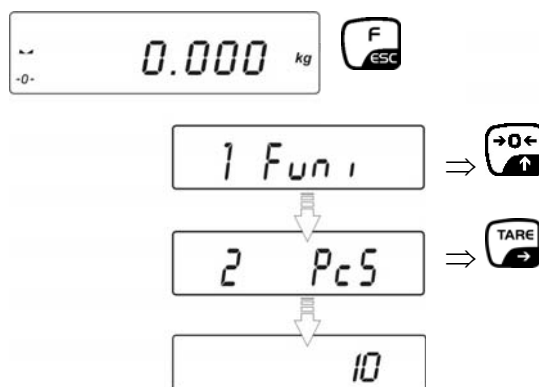 0.000 kg
-0-
F
ESC
1 Funi
⇒ →0←
↑
2 PcS
⇒ TARE
→
10